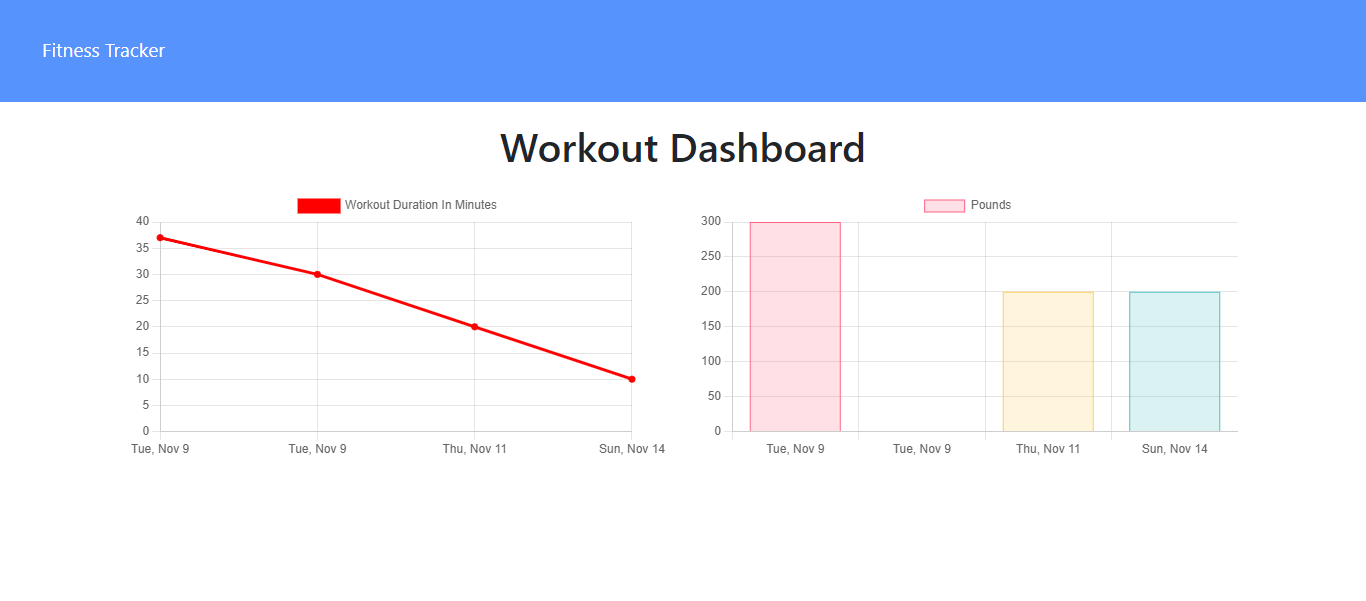 Fitness Tracker
Workout Dashboard
Workout Duration In Minutes
40
35
30
25
20
15
10
5
0
Tue, Nov 9 Tue, Nov 9 Thu, Nov 11 Sun, Nov 14
Pounds
300
250
200
150
100
50
0
Tue, Nov 9 Tue, Nov 9 Thu, Nov 11 Sun, Nov 14